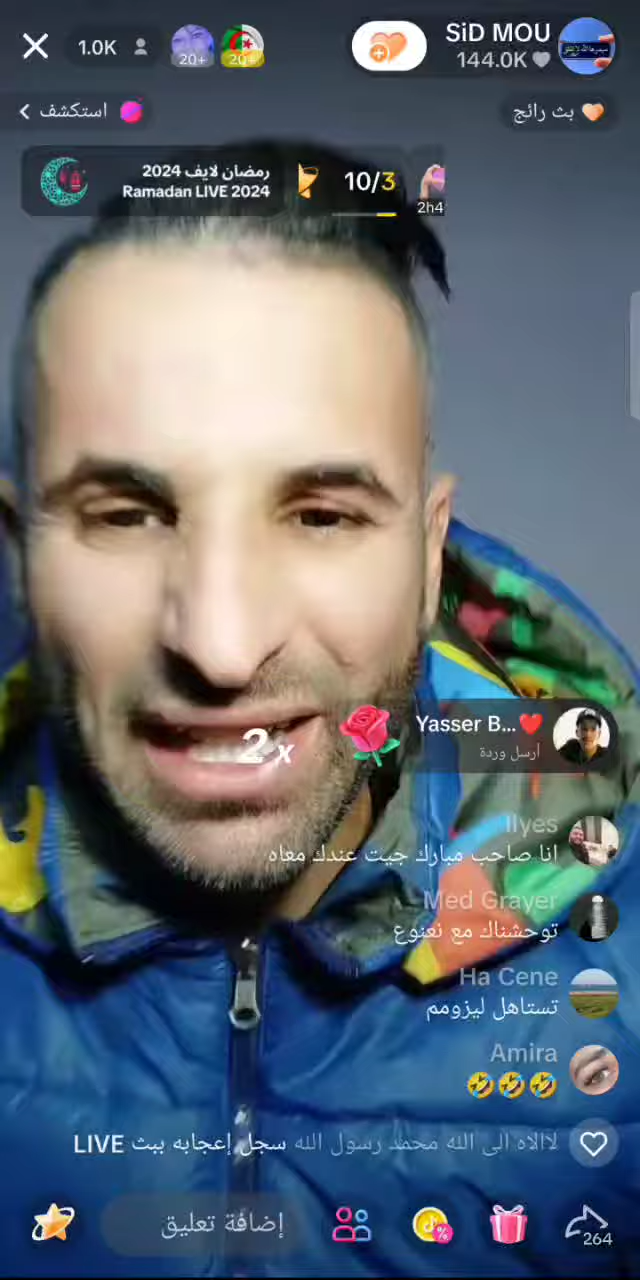 1.0K
20+
20+
SiD MOU
144.0K
استكشف
بث رائج
رمضان لايف 2024
Ramadan LIVE 2024
10/3
2h4
2x
Yasser B...❤️
أرسل وردة
Ilyes
انا صاحب مبارك جيت عندك معاه
Med Grayer
توحشناك مع نعنوع
Ha Cene
تستاهل ليزومم
Amira
🤣🤣🤣
لاالاه الى الله محمد رسول الله سجل إعجابه ببث LIVE
إضافة تعليق
264